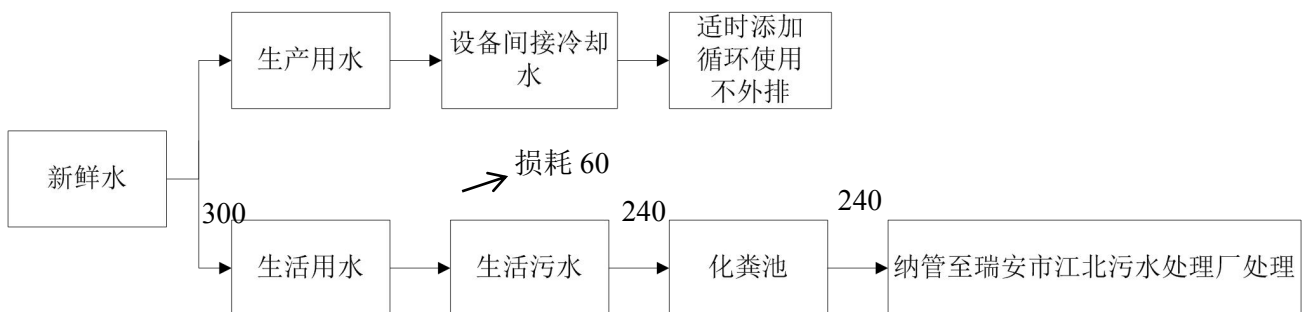 生产用水
设备间接冷却
水
适时添加
循环使用
不外排
新鲜水
损耗 60
300
240
240
生活用水
生活污水
化粪池
纳管至瑞安市江北污水处理厂处理